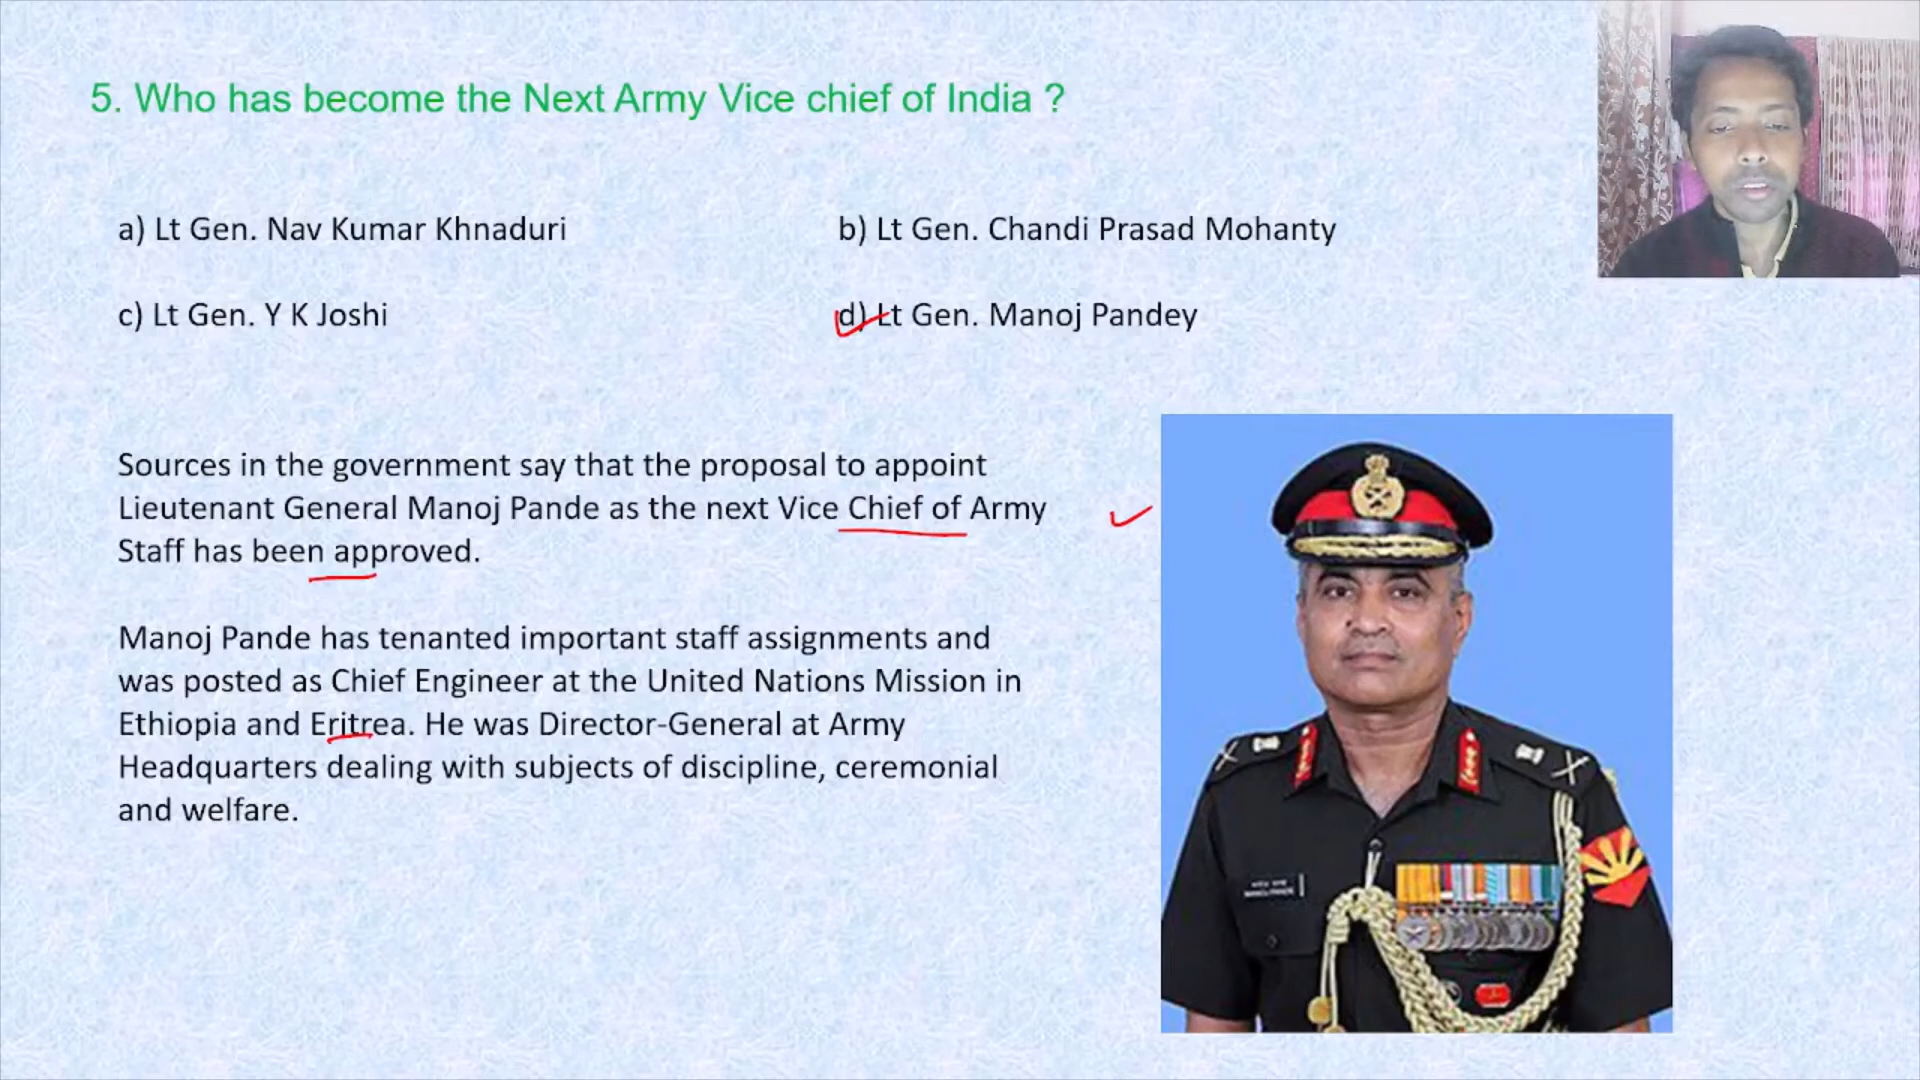 5. Who has become the Next Army Vice chief of India ?
a) Lt Gen. Nav Kumar Khnaduri
b) Lt Gen. Chandi Prasad Mohanty
c) Lt Gen. Y K Joshi
d) Lt Gen. Manoj Pandey
Sources in the government say that the proposal to appoint
Lieutenant General Manoj Pande as the next Vice Chief of Army
Staff has been approved.
Manoj Pande has tenanted important staff assignments and
was posted as Chief Engineer at the United Nations Mission in
Ethiopia and Eritrea. He was Director-General at Army
Headquarters dealing with subjects of discipline, ceremonial
and welfare.
MANOJ PANDE